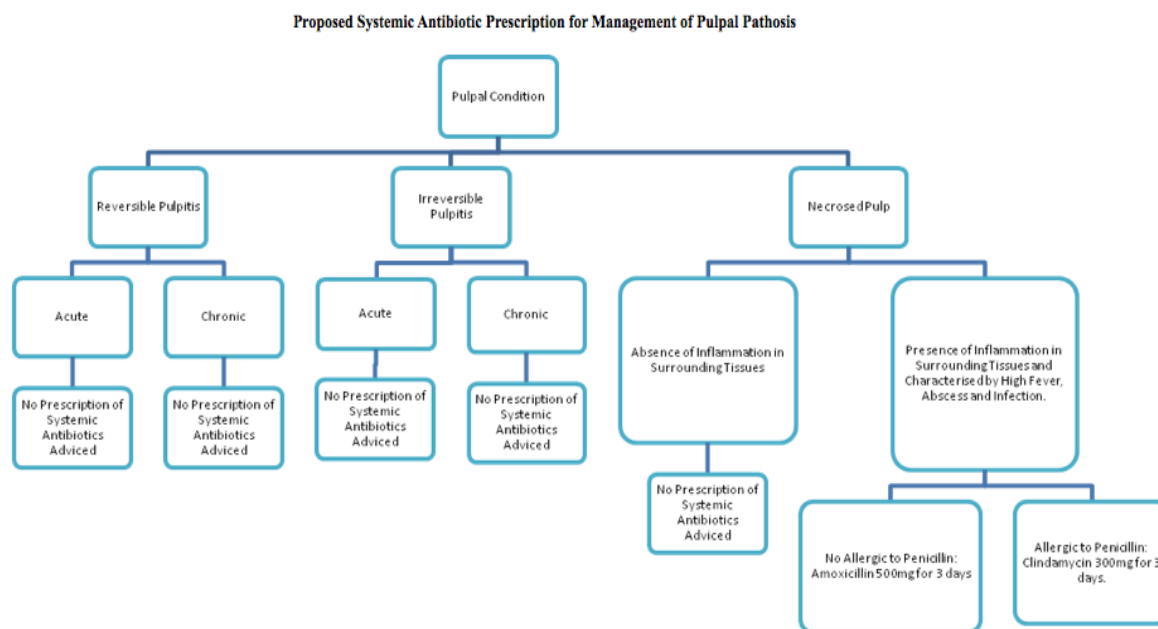 Proposed Systemic Antibiotic Prescription for Management of Pulpal Pathosis
Pulpal Condition
Reversible Pulpitis
Irreversible
Pulpitis
Necrosed Pulp
Acute
Chronic
Acute
Chronic
Absence of Inflammation in
Surrounding Tissues
Presence of Inflammation in
Surrounding Tissues and
Characterised by High Fever,
Abscess and Infection.
No Prescription of
Systemic
Antibiotics
Adviced
No Prescription of
Systemic
Antibiotics
Adviced
No Prescription of
Systemic
Antibiotics
Adviced
No Prescription of
Systemic
Antibiotics
Adviced
No Prescription of
Systemic
Antibiotics
Adviced
No Allergic to Penicillin:
Amoxicillin 500mg for 3 days
Allergic to Penicillin:
Clindamycin 300mg for 3
days.